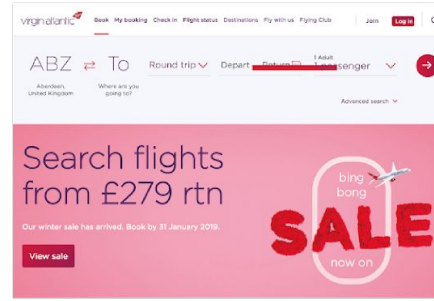 virgin atlantic
Book My booking Check in Flight status Destinations Fly with us Flying Club Join Log in
ABZ To Round trip Depart Return 1 Adult
1 passenger
Aberdeen,
United Kingdom
Where are you
going to?
Advanced search
Search flights
from £279 rtn
Our winter sale has arrived. Book by 31 January 2019.
View sale
bing
bong
SALE
now on